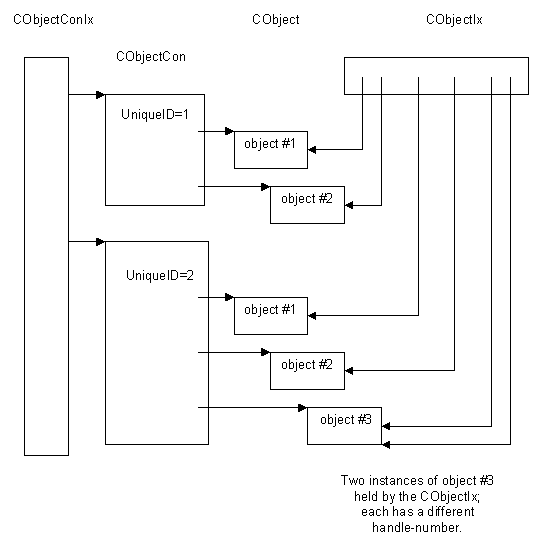 CObjectConIx
CObject
CObjectIx
CObjectCon
UniqueID=1
object #1
object #2
UniqueID=2
object #1
object #2
object #3
Two instances of object #3
held by the CObjectIx;
each has a different
handle-number.